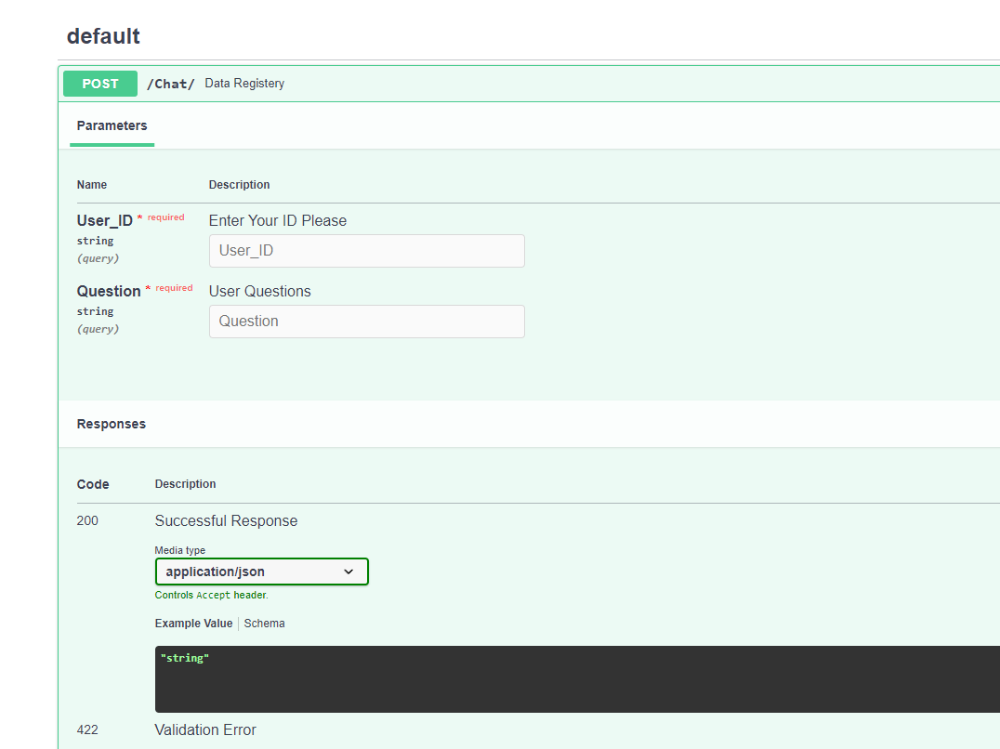 default
POST /Chat/ Data Registery
Parameters
Name Description
User_ID * required Enter Your ID Please
string
(query)
User_ID
Question * required User Questions
string
(query)
Question
Responses
Code Description
200 Successful Response
Media type
application/json
Controls Accept header.
Example Value Schema
"string"
422 Validation Error